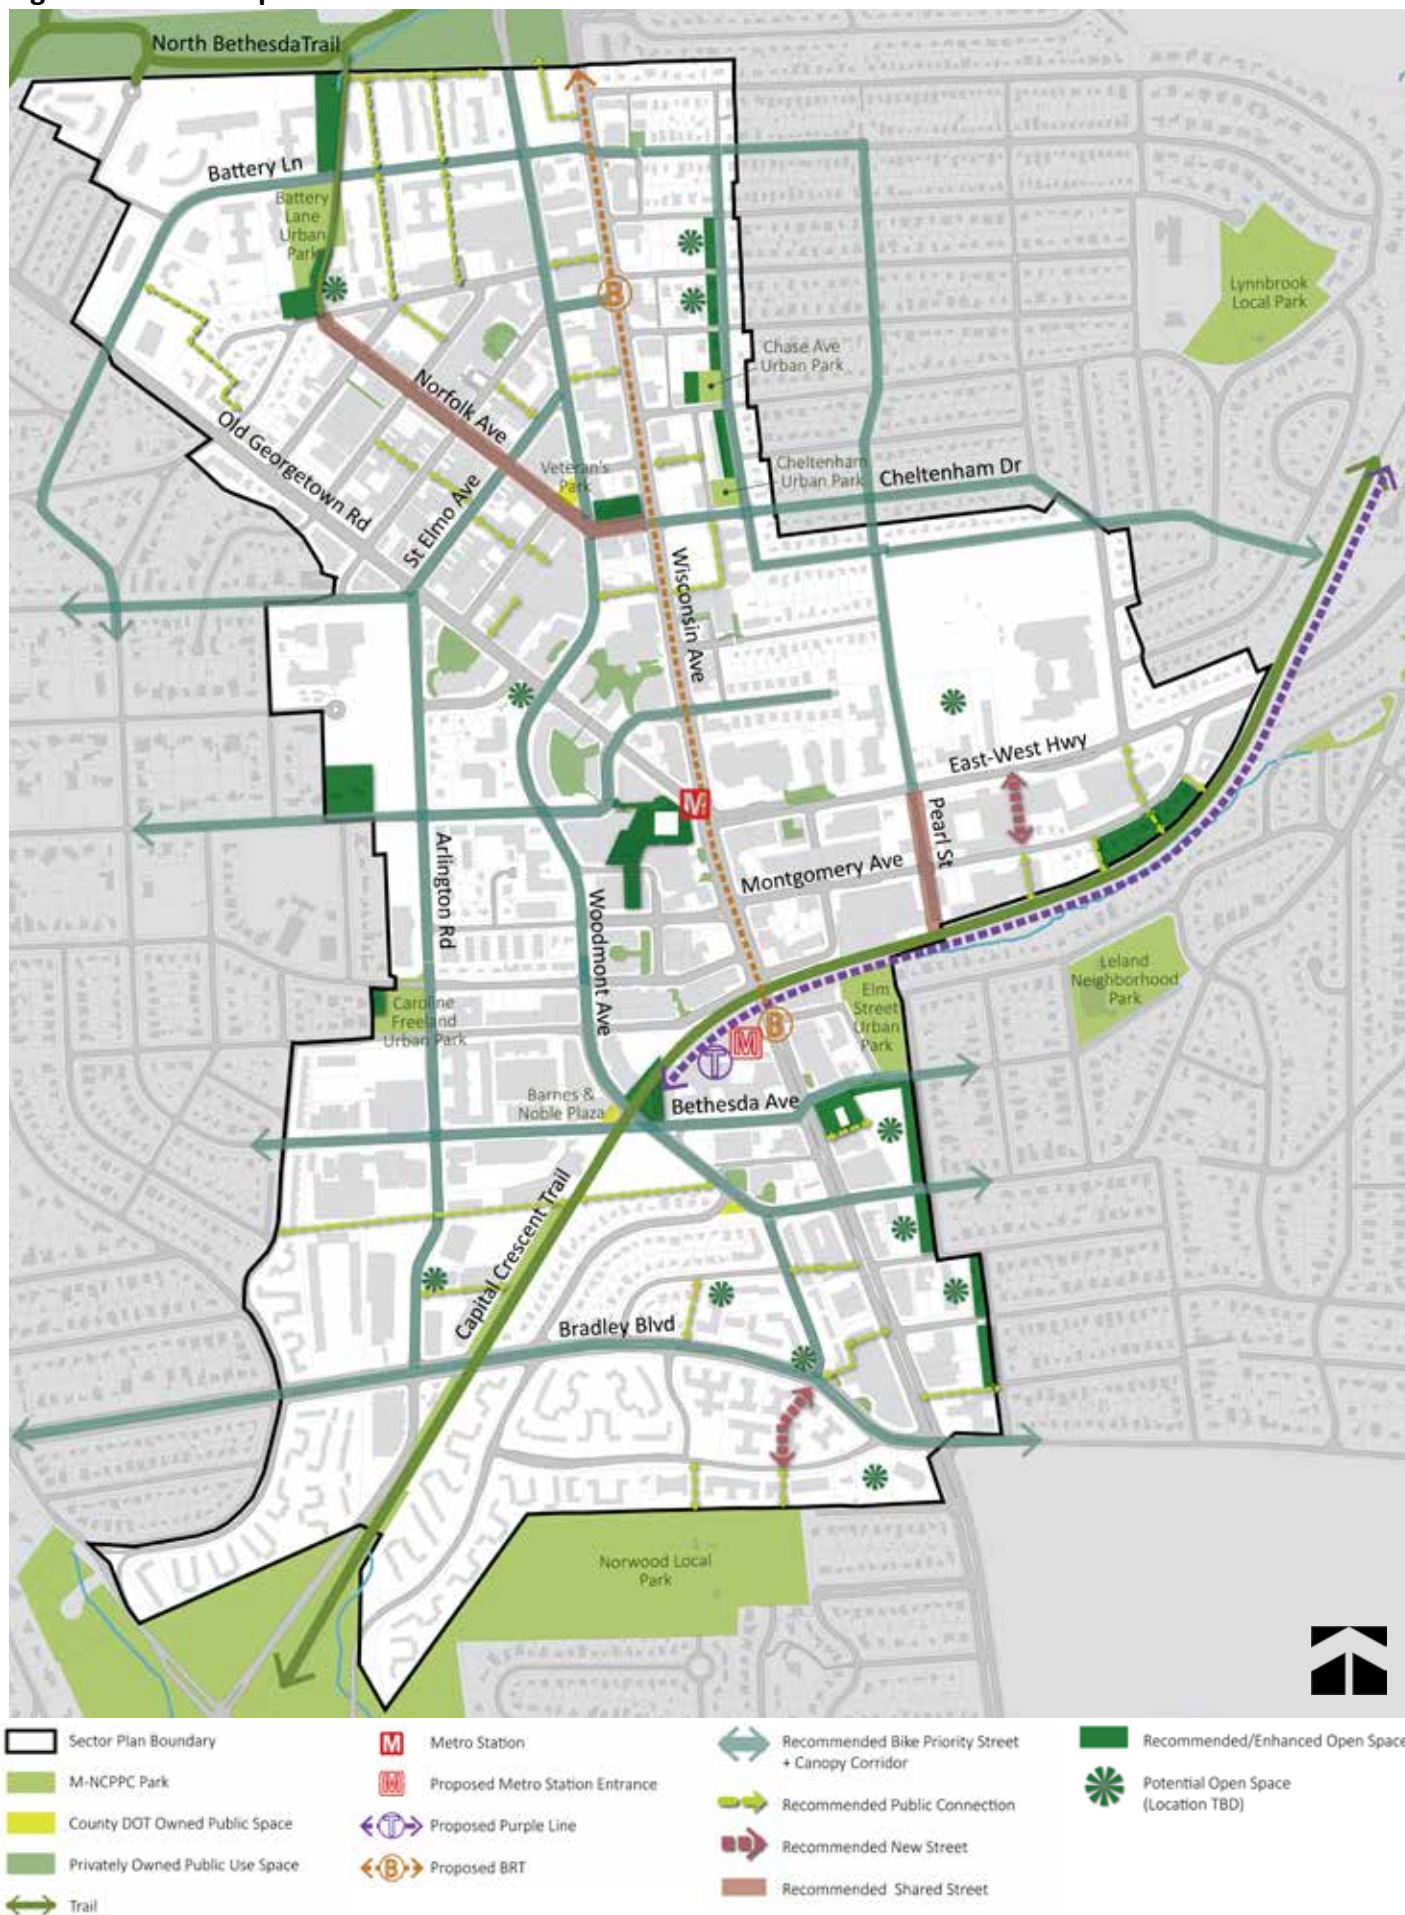 North BethesdaTrail
Battery Ln
Battery
Lane
Urban
Park
Lynnbrook
Local Park
Chase Ave
Urban Park
Norfolk Ave
Old Georgetown Rd
Veteran's
Park
Cheltenham
Urban Park
Cheltenham Dr
St Elmo Ave
B
Wisconsin Ave
East-West Hwy
M
Pearl St
Arlington Rd
Montgomery Ave
Woodmont Ave
Leland
Neighborhood
Park
Elm
Street
Urban
Park
Caroline
Freeland
Urban Park
B
M
T
Barnes &
Noble Plaza
Bethesda Ave
Capital Crescent Trail
Bradley Blvd
Norwood Local
Park
Sector Plan Boundary
M-NCPPC Park
County DOT Owned Public Space
Privately Owned Public Use Space
Trail
M Metro Station
M Proposed Metro Station Entrance
T Proposed Purple Line
B Proposed BRT
Recommended Bike Priority Street
+ Canopy Corridor
Recommended Public Connection
Recommended New Street
Recommended Shared Street
Recommended/Enhanced Open Space
Potential Open Space
(Location TBD)